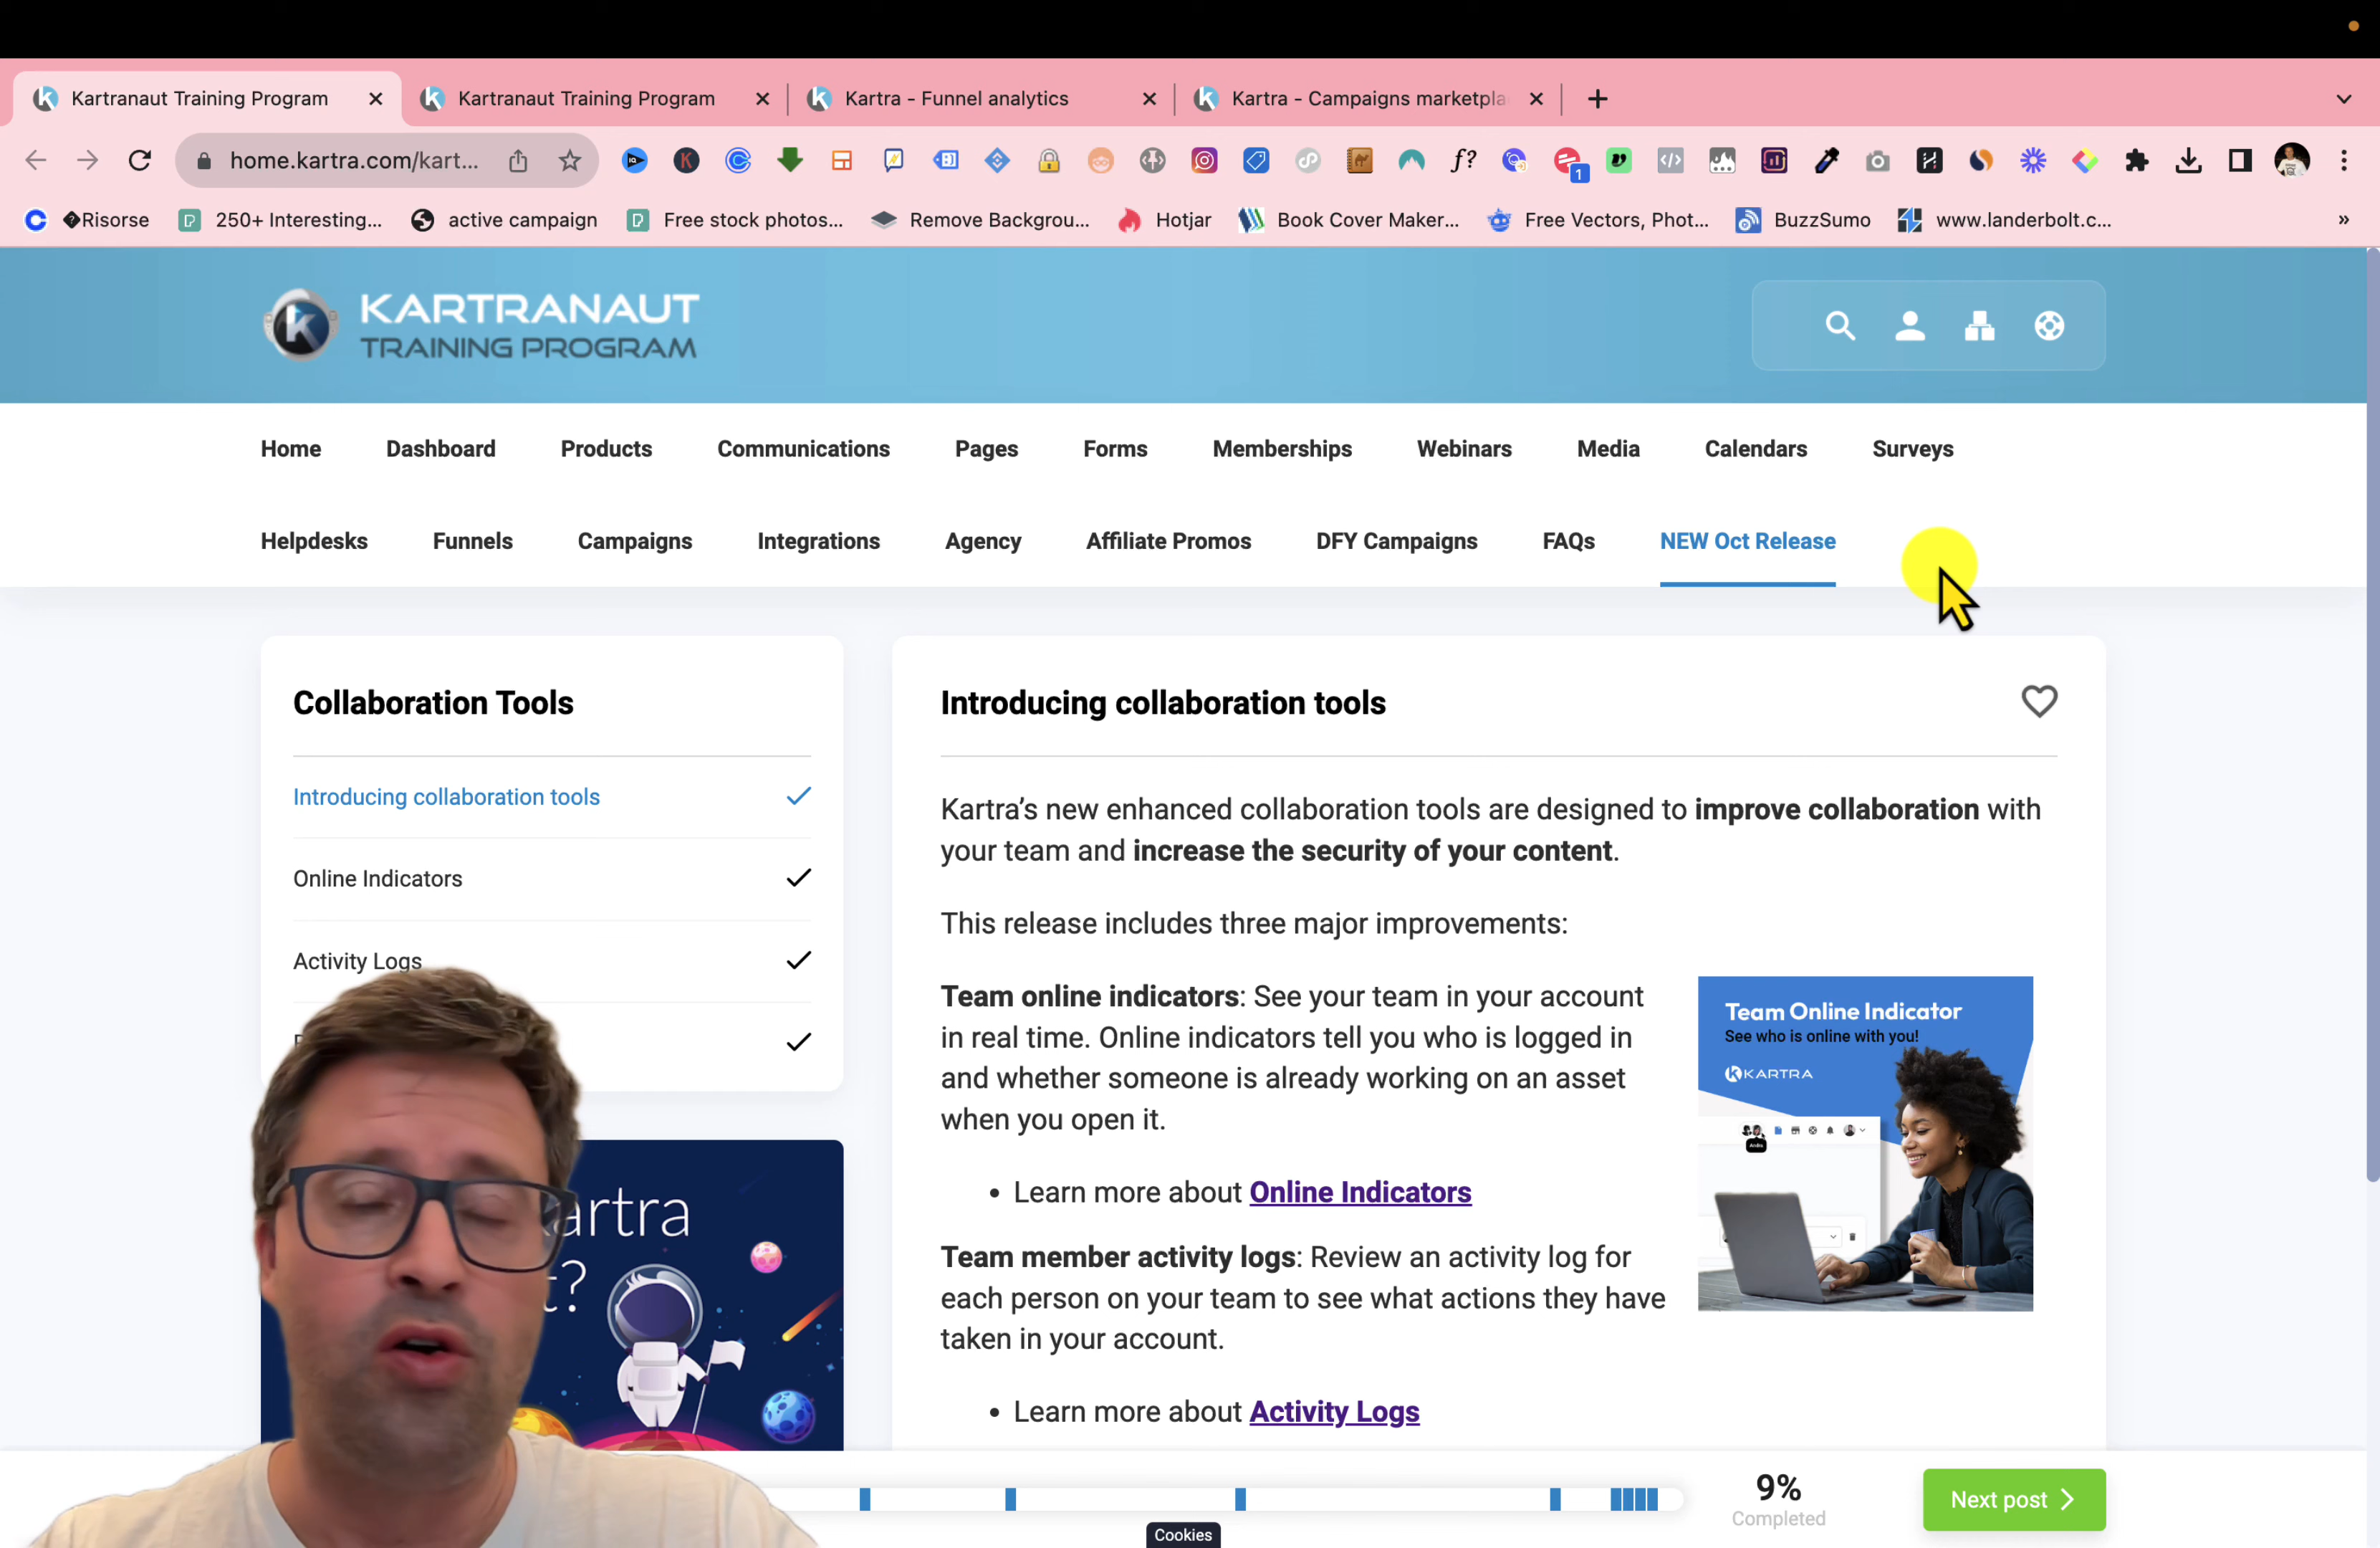 Kartranaut Training Program
Kartranaut Training Program
Kartra - Funnel analytics
Kartra - Campaigns marketpla
home.kartra.com/kart...
f?
1
Risorse
250+ Interesting...
active campaign
Free stock photos...
Remove Backgrou...
Hotjar
Book Cover Maker...
Free Vectors, Phot...
BuzzSumo
www.landerbolt.c...
»
KARTRANAUT
TRAINING PROGRAM
Home Dashboard Products Communications Pages Forms Memberships Webinars Media Calendars Surveys
Helpdesks Funnels Campaigns Integrations Agency Affiliate Promos DFY Campaigns FAQs NEW Oct Release
Collaboration Tools
Introducing collaboration tools
Online Indicators
Activity Logs
artra
t?
Introducing collaboration tools
Kartra’s new enhanced collaboration tools are designed to improve collaboration with
your team and increase the security of your content.
This release includes three major improvements:
Team online indicators: See your team in your account
in real time. Online indicators tell you who is logged in
and whether someone is already working on an asset
when you open it.
• Learn more about Online Indicators
Team member activity logs: Review an activity log for
each person on your team to see what actions they have
taken in your account.
• Learn more about Activity Logs
Team Online Indicator
See who is online with you!
KARTRA
9%
Completed
Next post
Cookies